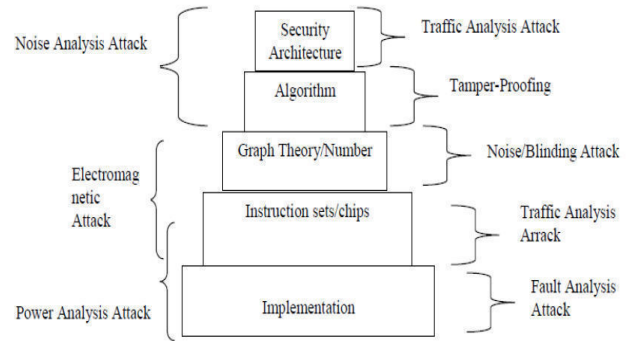 Noise Analysis Attack
Security
Architecture
Traffic Analysis Attack
Algorithm
Tamper-Proofing
Graph Theory/Number
Noise/Blinding Attack
Electromag
netic
Attack
Instruction sets/chips
Traffic Analysis
Arrack
Power Analysis Attack
Implementation
Fault Analysis
Attack